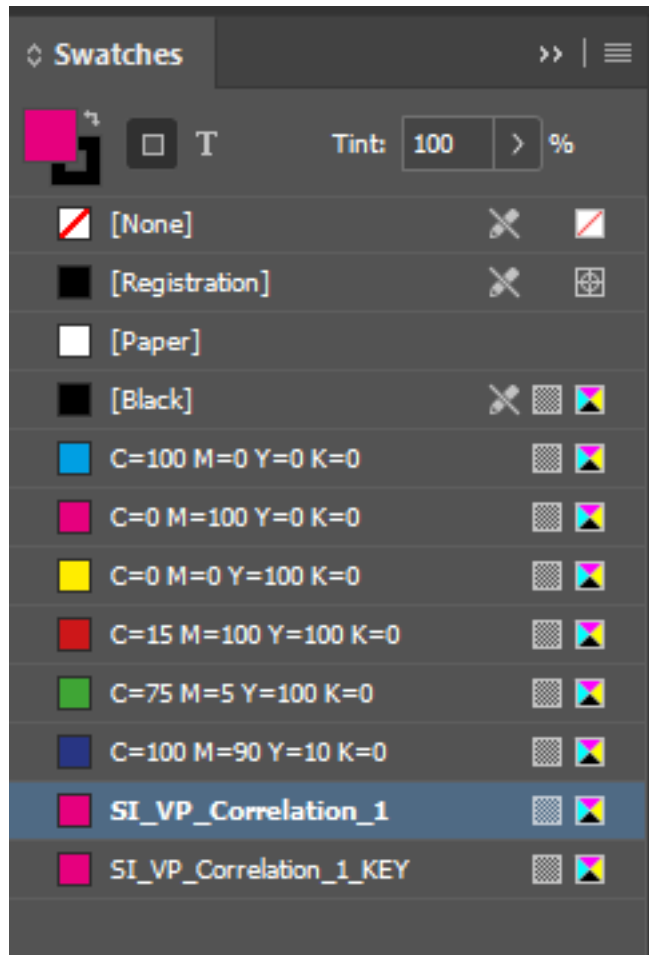 Swatches
T Tint: 100 %
[None]
[Registration]
[Paper]
[Black]
C=100 M=0 Y=0 K=0
C=0 M=100 Y=0 K=0
C=0 M=0 Y=100 K=0
C=15 M=100 Y=100 K=0
C=75 M=5 Y=100 K=0
C=100 M=90 Y=10 K=0
SI_VP_Correlation_1
SI_VP_Correlation_1_KEY